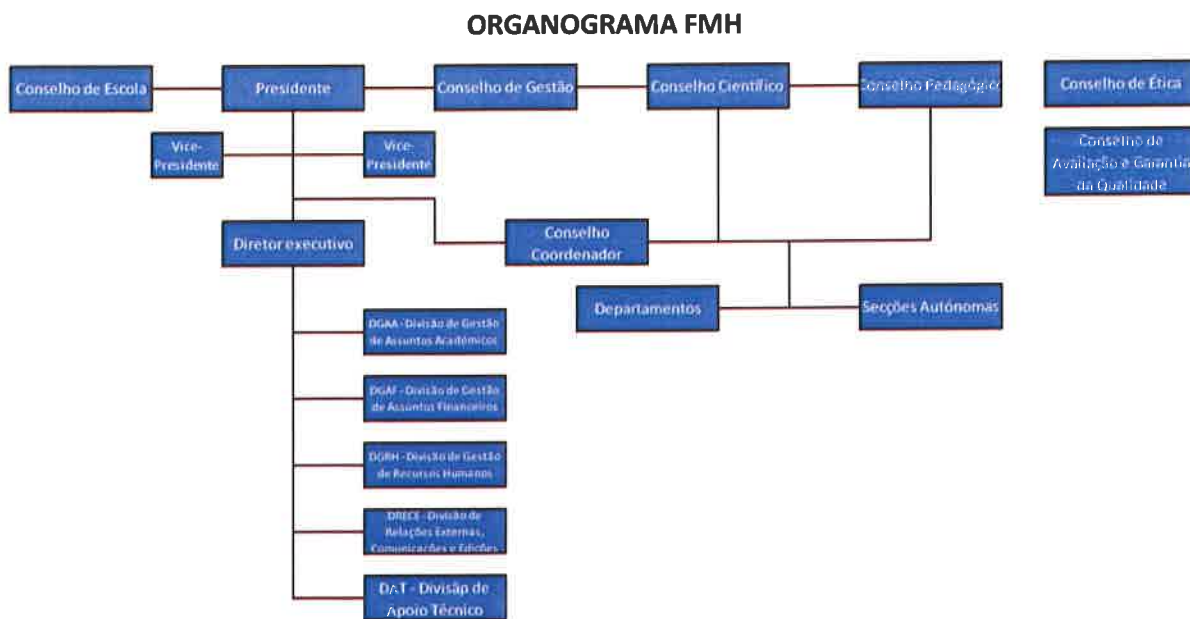 ORGANOGRAMA FMH
Conselho de Escola
Presidente
Conselho de Gestão
Conselho Científico
Conselho Pedagógico
Conselho de Ética
Vice-
Presidente
Vice-
Presidente
Conselho de
Avaliação e Garantia
da Qualidade
Diretor executivo
Conselho
Coordenador
Departamentos
Secções Autónomas
DGAA - Divisão de Gestão
de Assuntos Académicos
DGAF - Divisão de Gestão
de Assuntos Financeiros
DGRH - Divisão de Gestão
de Recursos Humanos
DRECE - Divisão de
Relações Externas,
Comunicações e Edições
DAT - Divisãp de
Apoio Técnico